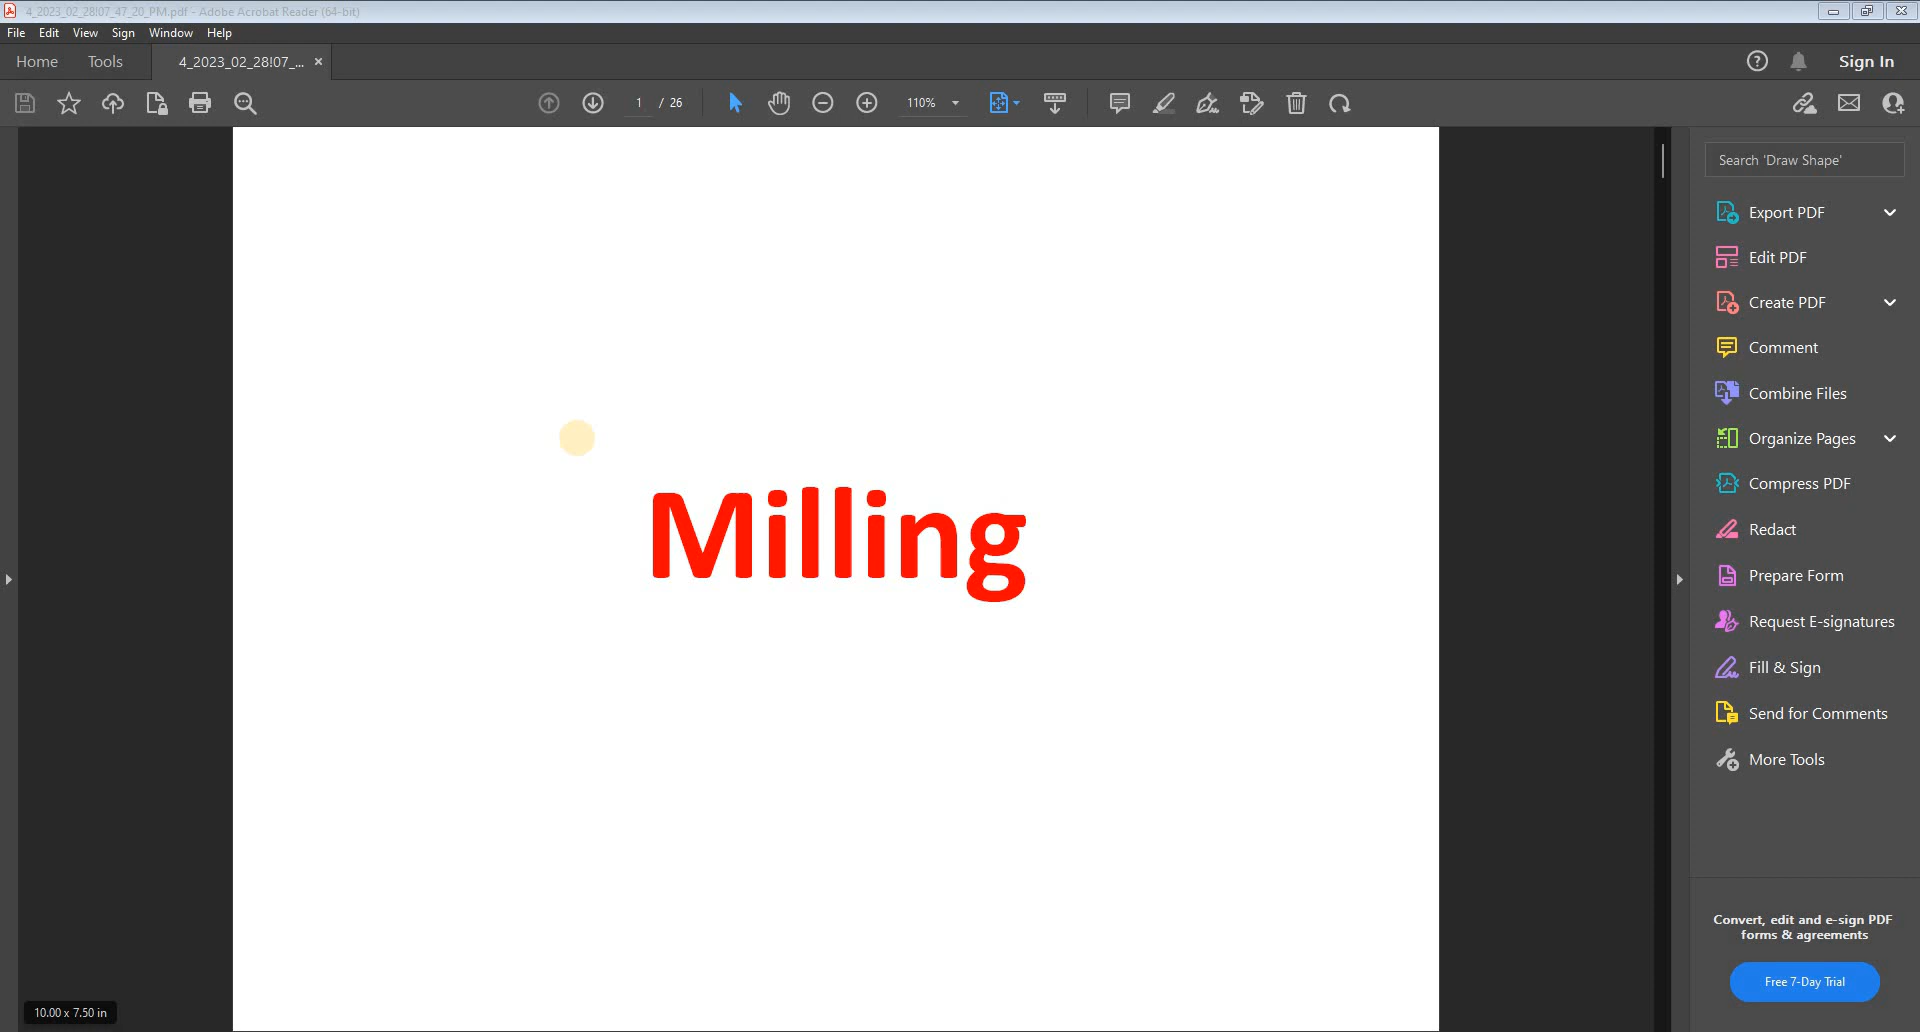 4_2023_02_28!07_47_20_PM.pdf - Adobe Acrobat Reader (64-bit)
File Edit View Sign Window Help
Home Tools 4_2023_02_28!07_... ×
Sign In
1 / 26 110%
Search 'Draw Shape'
Export PDF
Edit PDF
Create PDF
Comment
Combine Files
Organize Pages
Compress PDF
Redact
Prepare Form
Request E-signatures
Fill & Sign
Send for Comments
More Tools
Milling
Convert, edit and e-sign PDF
forms & agreements
Free 7-Day Trial
10.00 x 7.50 in